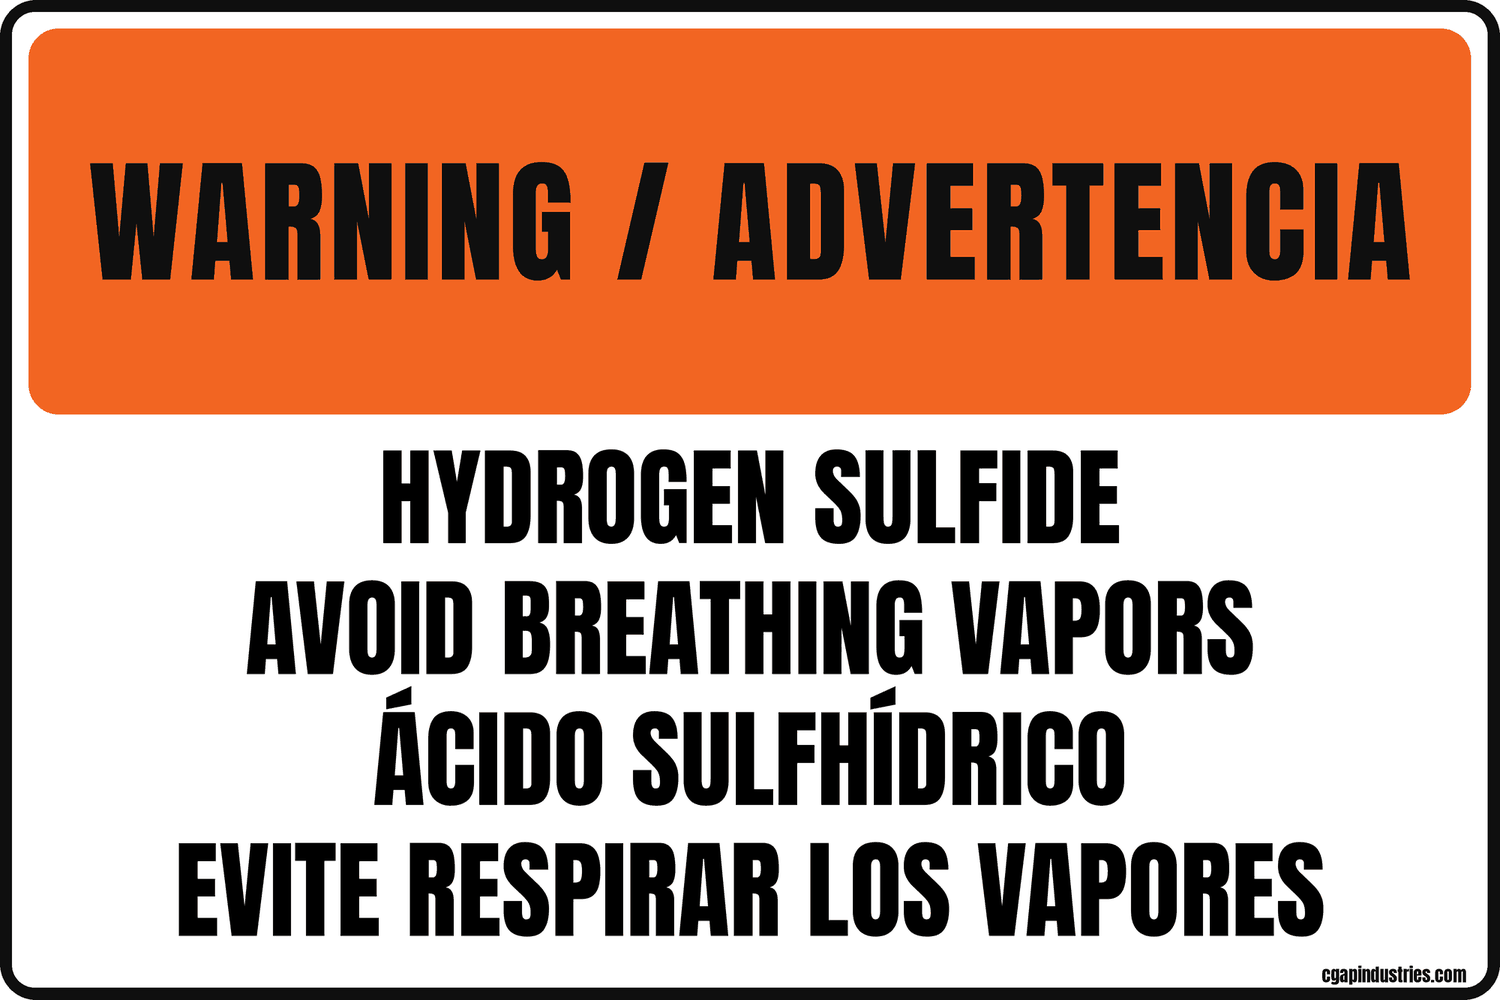 WARNING / ADVERTENCIA
HYDROGEN SULFIDE
AVOID BREATHING VAPORS
ÁCIDO SULFHÍDRICO
EVITE RESPIRAR LOS VAPORES
cgapindustries.com